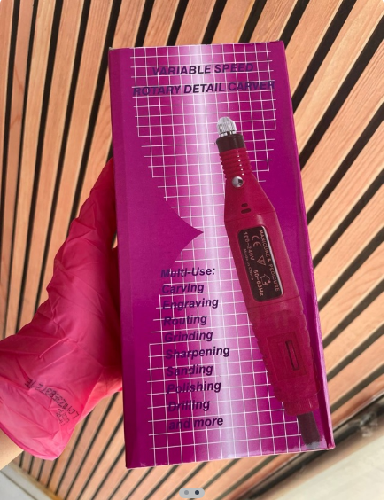 VARIABLE SPEED
ROTARY DETAIL CARVER
Multi-Use:
Carving
Engraving
Routing
Grinding
Sharpening
Sanding
Polishing
Drilling
and more